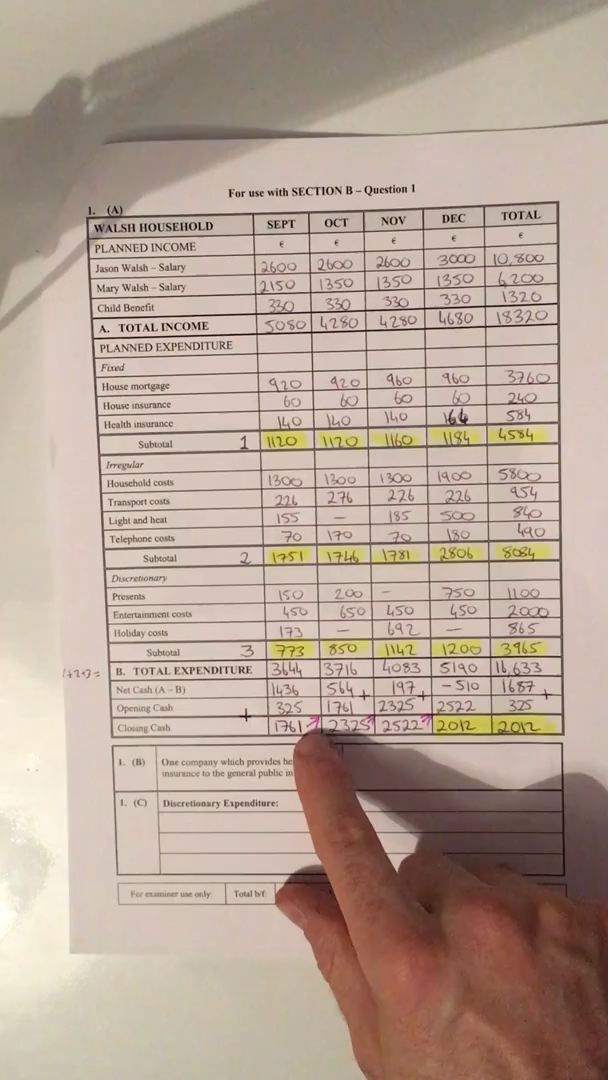 For use with SECTION B – Question 1
1. (A)
WALSH HOUSEHOLD SEPT OCT NOV DEC TOTAL
PLANNED INCOME € € € € €
Jason Walsh – Salary 2600 2600 2600 3000 10,800
Mary Walsh – Salary 2150 1350 1350 1350 6,200
Child Benefit 330 330 330 330 1320
A. TOTAL INCOME 5080 4280 4280 4680 18320
PLANNED EXPENDITURE
Fixed
House mortgage 920 920 960 960 3760
House insurance 60 60 60 60 240
Health insurance 140 140 140 164 584
Subtotal 1 1120 1120 1160 1184 4584
Irregular
Household costs 1300 1300 1300 1900 5800
Transport costs 226 276 226 226 954
Light and heat 155 – 185 500 840
Telephone costs 70 170 70 180 490
Subtotal 2 1751 1746 1781 2806 8084
Discretionary
Presents 150 200 – 750 1100
Entertainment costs 450 650 450 450 2000
Holiday costs 173 – 692 – 865
Subtotal 3 773 850 1142 1200 3965
1+2+3= B. TOTAL EXPENDITURE 3644 3716 4083 5190 16,633
Net Cash (A – B) 1436 564 + 197 + -510 1687 +
Opening Cash + 325 1761 2325 2522 325
Closing Cash 1761 2325 2522 2012 2012
1. (B) One company which provides
insurance to the general public in
1. (C) Discretionary Expenditure:
For examiner use only Total b/f: